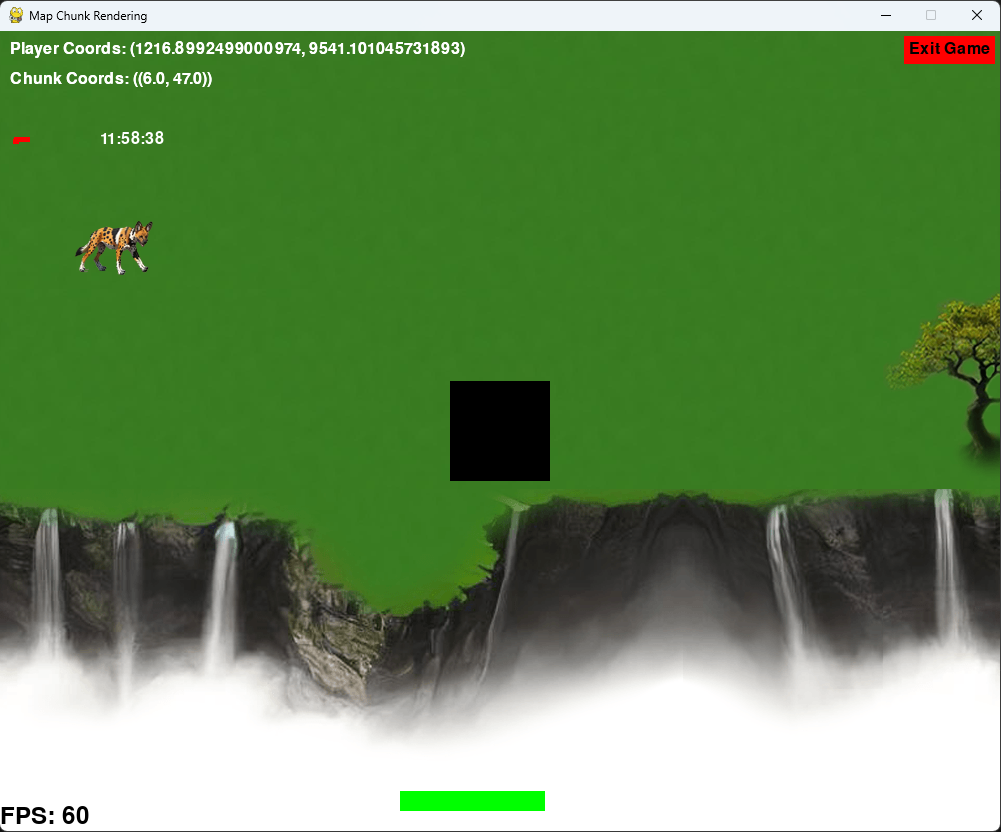 Map Chunk Rendering
Player Coords: (1216.8992499000974, 9541.101045731893)
Exit Game
Chunk Coords: ((6.0, 47.0))
11:58:38
FPS: 60